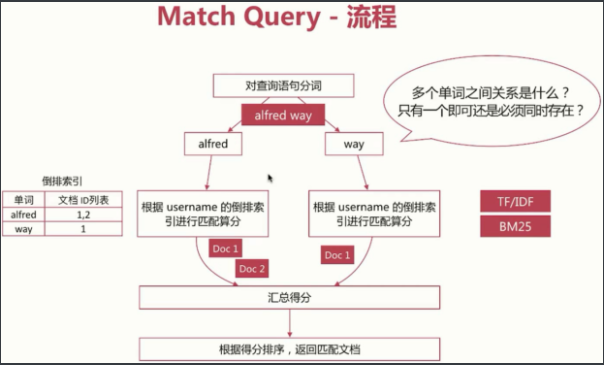 Match Query - 流程
对查询语句分词
alfred way
多个单词之间关系是什么？
只有一个即可还是必须同时存在？
alfred
way
倒排索引
单词 文档 ID列表
alfred 1,2
way 1
根据 username 的倒排索
引进行匹配算分
根据 username 的倒排索
引进行匹配算分
TF/IDF
BM25
Doc 1
Doc 2
Doc 1
汇总得分
根据得分排序，返回匹配文档